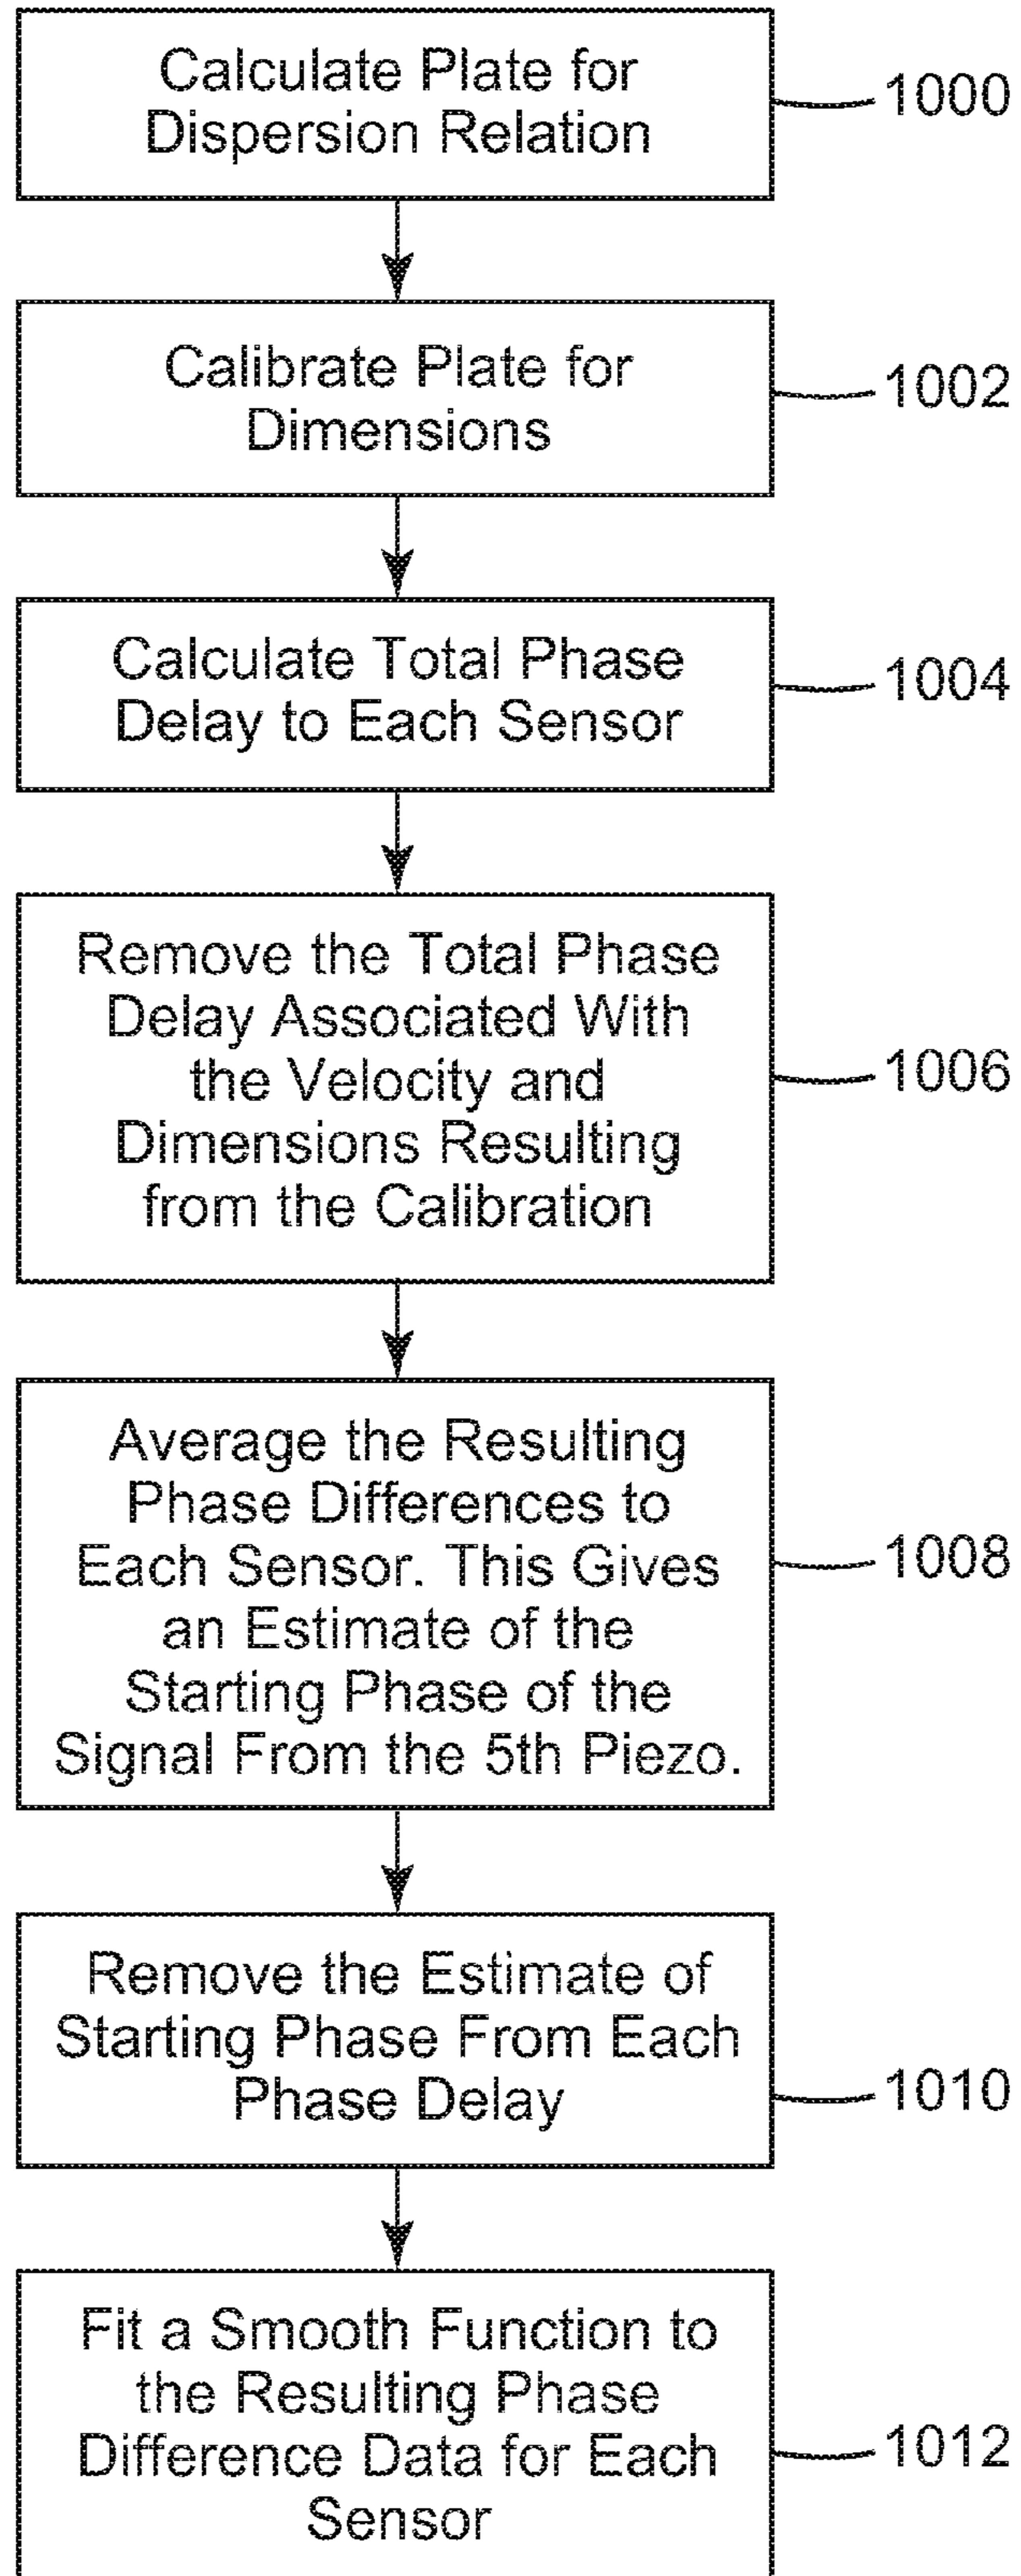 Calculate Plate for
Dispersion Relation
1000
Calibrate Plate for
Dimensions
1002
Calculate Total Phase
Delay to Each Sensor
1004
Remove the Total Phase
Delay Associated With
the Velocity and
Dimensions Resulting
from the Calibration
1006
Average the Resulting
Phase Differences to
Each Sensor. This Gives
an Estimate of the
Starting Phase of the
Signal From the 5th Piezo.
1008
Remove the Estimate of
Starting Phase From Each
Phase Delay
1010
Fit a Smooth Function to
the Resulting Phase
Difference Data for Each
Sensor
1012